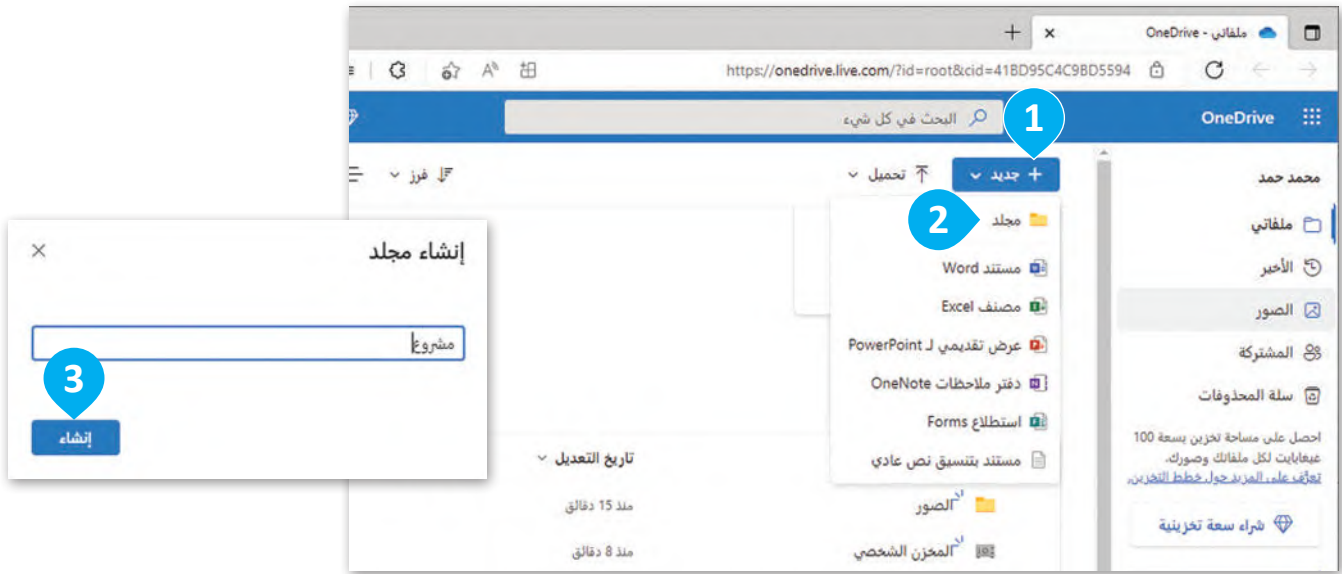 ملفاتي - OneDrive
https://onedrive.live.com/?id=root&cid=418D95C4C9BD5594
OneDrive
البحث في كل شيء
1
محمد حمد
ملفاتي
الأخير
الصور
المشتركة
سلة المحذوفات
احصل على مساحة تخزين بسعة 100
غيغابايت لكل ملفاتك وصورك.
تعرّف على المزيد حول خطط التخزين.
شراء سعة تخزينية
+ جديد
تحميل
فرز
2
مجلد
مستند Word
مصنف Excel
عرض تقديمي لـ PowerPoint
دفتر ملاحظات OneNote
استطلاع Forms
مستند بتنسيق نص عادي
تاريخ التعديل
الصور
منذ 15 دقائق
المخزن الشخصي
منذ 8 دقائق
إنشاء مجلد
مشروع
3
إنشاء